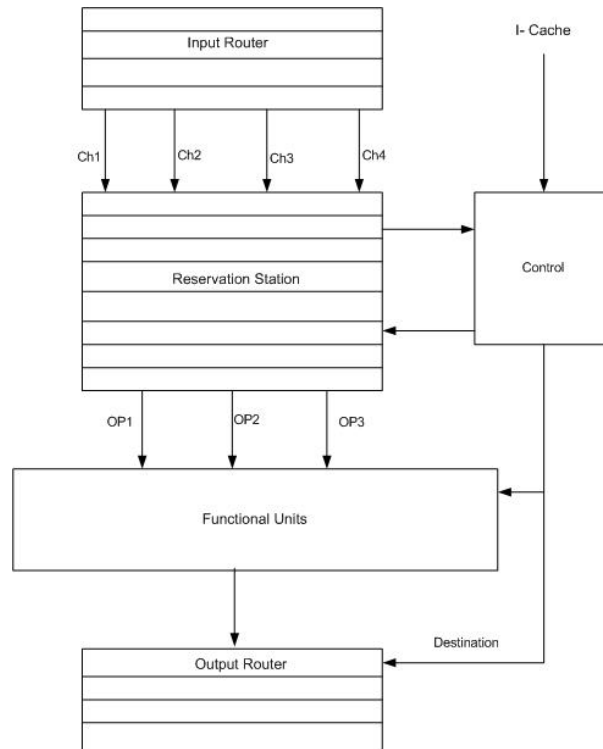 Input Router
I- Cache
Ch1
Ch2
Ch3
Ch4
Reservation Station
Control
OP1
OP2
OP3
Functional Units
Destination
Output Router